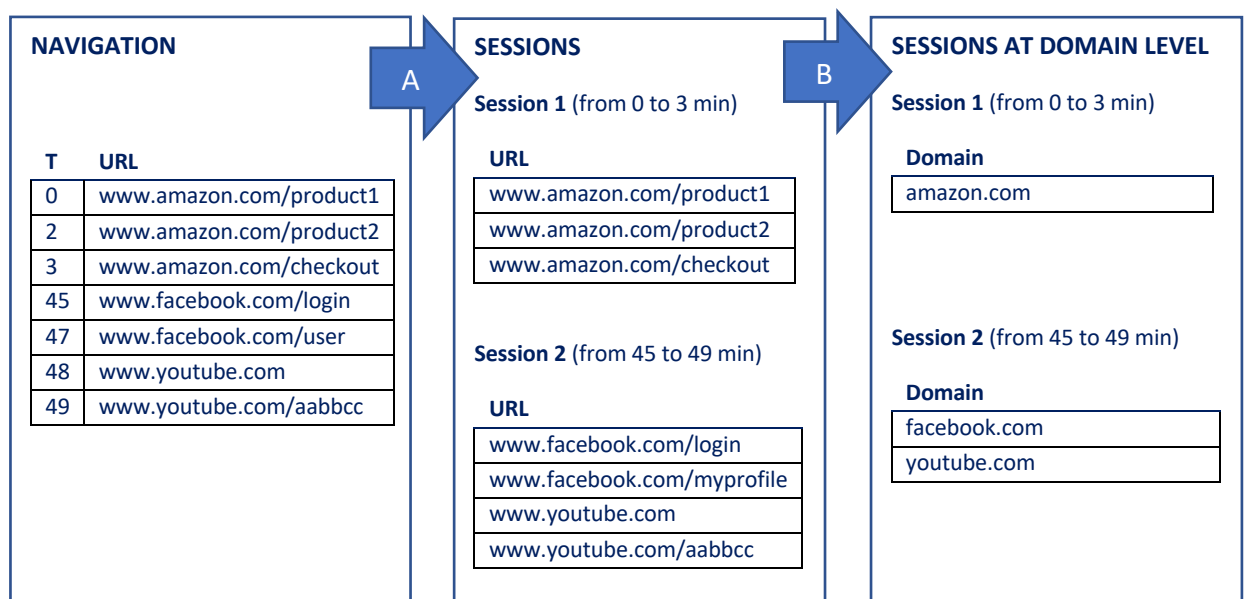 NAVIGATION
T URL
0 www.amazon.com/product1
2 www.amazon.com/product2
3 www.amazon.com/checkout
45 www.facebook.com/login
47 www.facebook.com/user
48 www.youtube.com
49 www.youtube.com/aabbcc
A
SESSIONS
Session 1 (from 0 to 3 min)
URL
www.amazon.com/product1
www.amazon.com/product2
www.amazon.com/checkout
Session 2 (from 45 to 49 min)
URL
www.facebook.com/login
www.facebook.com/myprofile
www.youtube.com
www.youtube.com/aabbcc
B
SESSIONS AT DOMAIN LEVEL
Session 1 (from 0 to 3 min)
Domain
amazon.com
Session 2 (from 45 to 49 min)
Domain
facebook.com
youtube.com